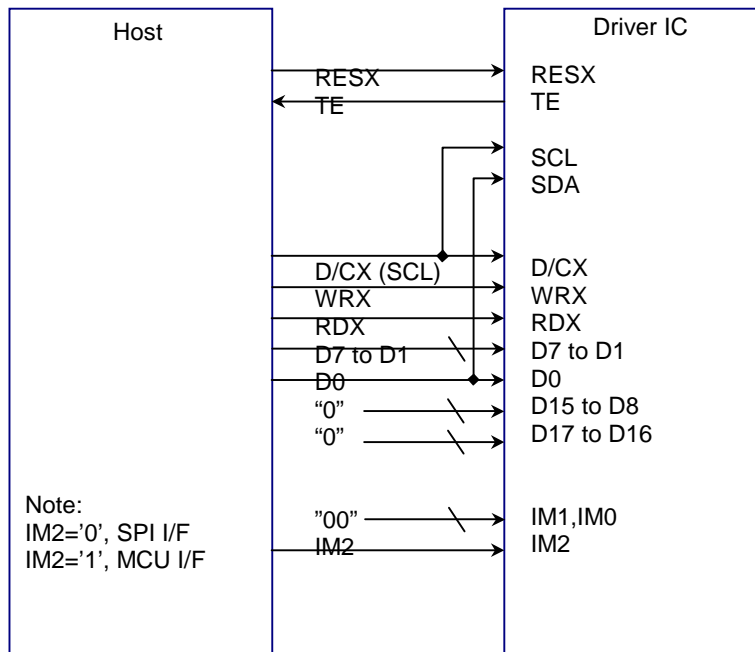 Host
Driver IC
RESX
RESX
TE
TE
SCL
SDA
D/CX (SCL)
D/CX
WRX
WRX
RDX
RDX
D7 to D1
D7 to D1
D0
D0
“0”
D15 to D8
“0”
D17 to D16
Note:
IM2='0', SPI I/F
IM2='1', MCU I/F
"00"
IM1,IM0
IM2
IM2